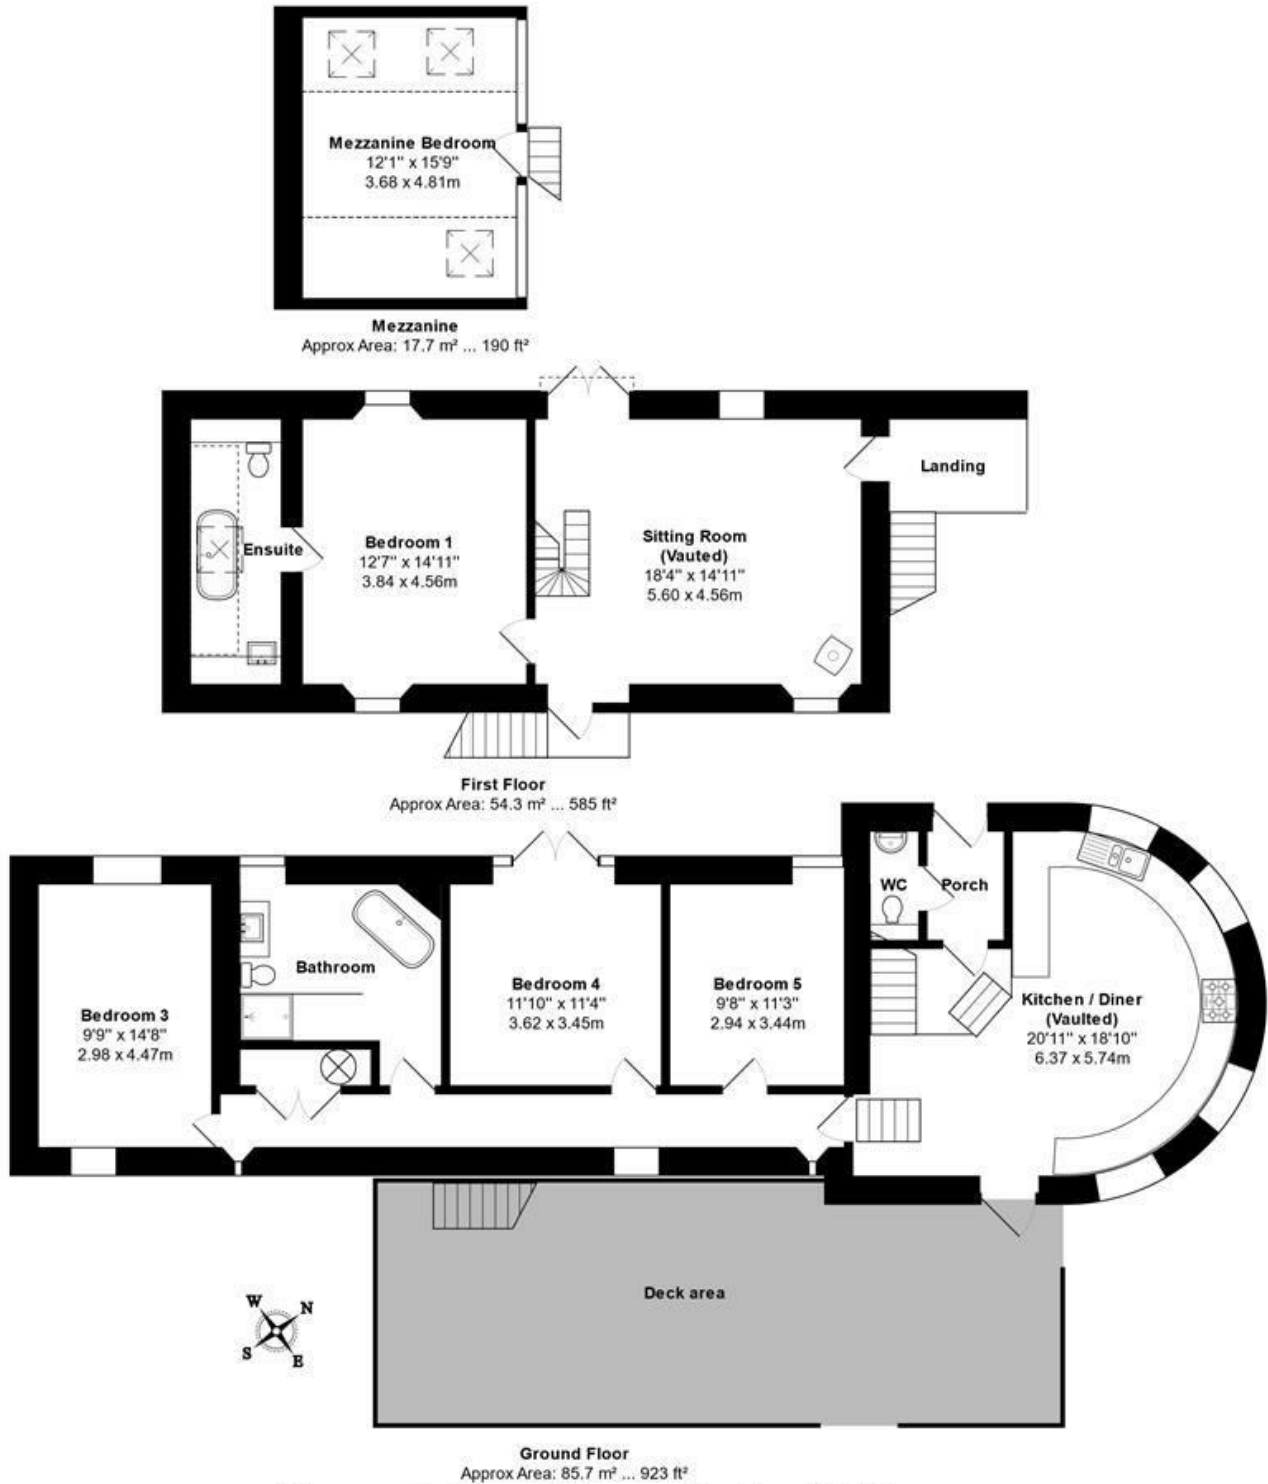 Mezzanine Bedroom
12'1" x 15'9"
3.68 x 4.81m
Mezzanine
Approx Area: 17.7 m² ... 190 ft²
Landing
Ensuite
Bedroom 1
12'7" x 14'11"
3.84 x 4.56m
Sitting Room
(Vauted)
18'4" x 14'11"
5.60 x 4.56m
First Floor
Approx Area: 54.3 m² ... 585 ft²
WC
Porch
Bathroom
Bedroom 3
9'9" x 14'8"
2.98 x 4.47m
Bedroom 4
11'10" x 11'4"
3.62 x 3.45m
Bedroom 5
9'8" x 11'3"
2.94 x 3.44m
Kitchen / Diner
(Vaulted)
20'11" x 18'10"
6.37 x 5.74m
Deck area
W
N
S
E
Ground Floor
Approx Area: 85.7 m² ... 923 ft²